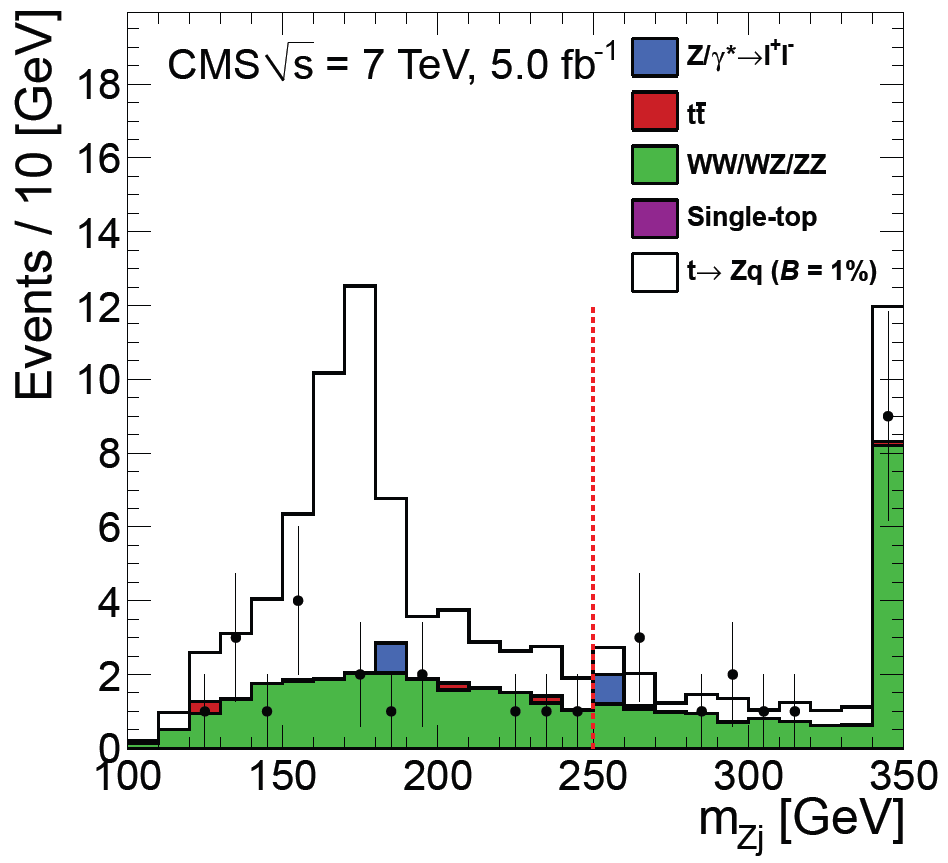 CMS √s = 7 TeV, 5.0 fb⁻¹
Z/γ*→l⁺l⁻
tt̄
WW/WZ/ZZ
Single-top
t→ Zq (B = 1%)
Events / 10 [GeV]
18
16
14
12
10
8
6
4
2
0
100 150 200 250 300 350
m_Zj [GeV]